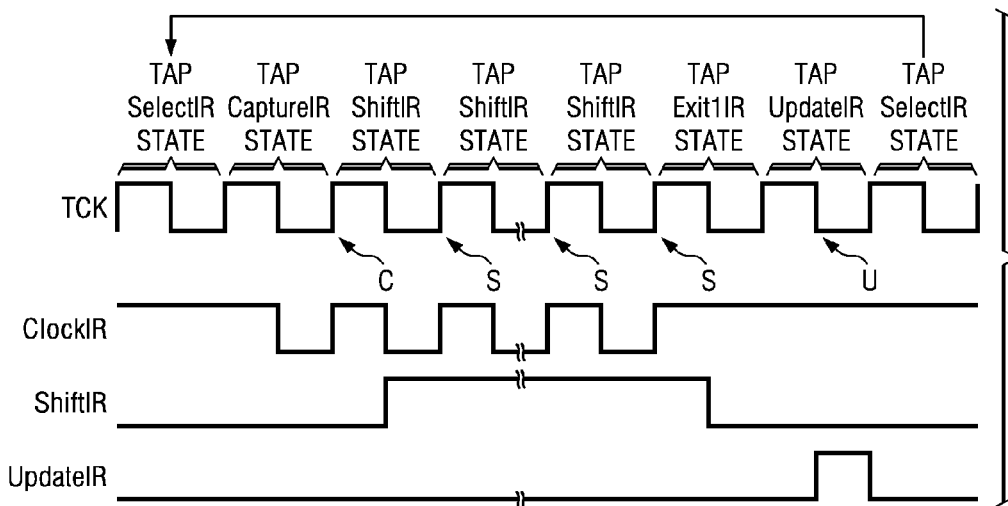 TAP TAP TAP TAP TAP TAP TAP TAP
SelectIR CaptureIR ShiftIR ShiftIR ShiftIR Exit1IR UpdateIR SelectIR
STATE STATE STATE STATE STATE STATE STATE STATE
TCK
C S S S U
ClockIR
ShiftIR
UpdateIR